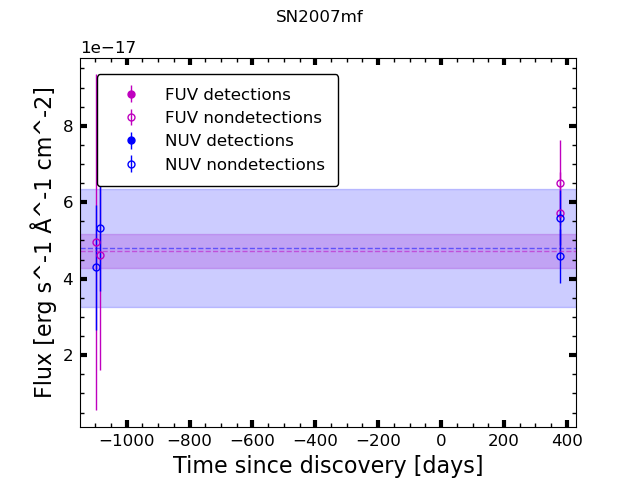 SN2007mf
1e−17
FUV detections
FUV nondetections
NUV detections
NUV nondetections
8
6
4
2
Flux [erg s^-1 Å^-1 cm^-2]
−1000 −800 −600 −400 −200 0 200 400
Time since discovery [days]